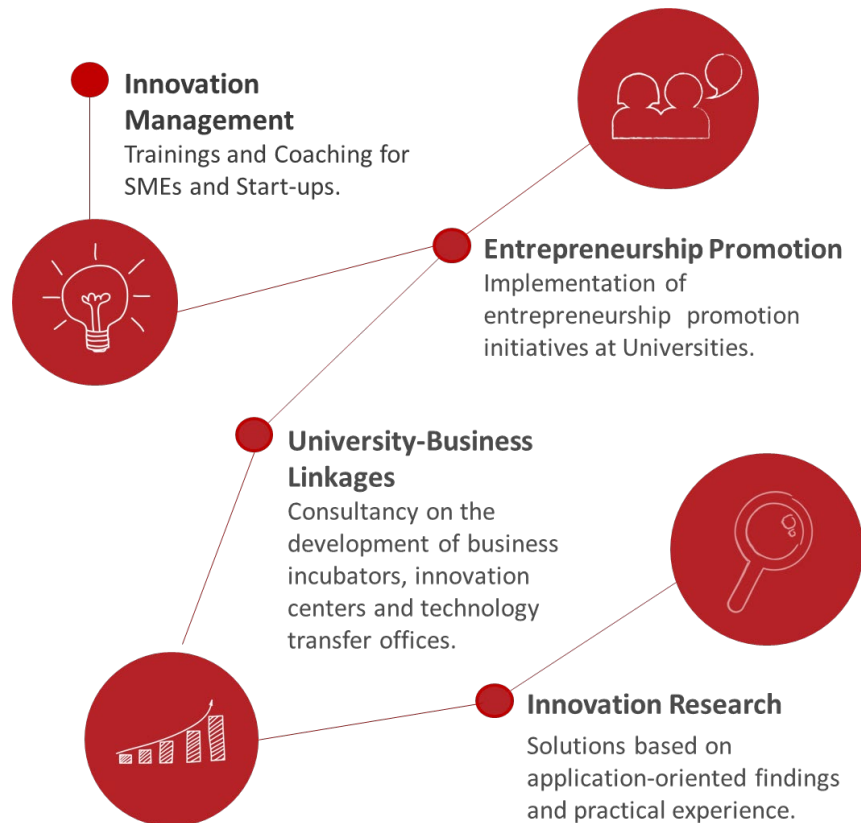 Innovation
Management
Trainings and Coaching for
SMEs and Start-ups.
Entrepreneurship Promotion
Implementation of
entrepreneurship promotion
initiatives at Universities.
University-Business
Linkages
Consultancy on the
development of business
incubators, innovation
centers and technology
transfer offices.
Innovation Research
Solutions based on
application-oriented findings
and practical experience.